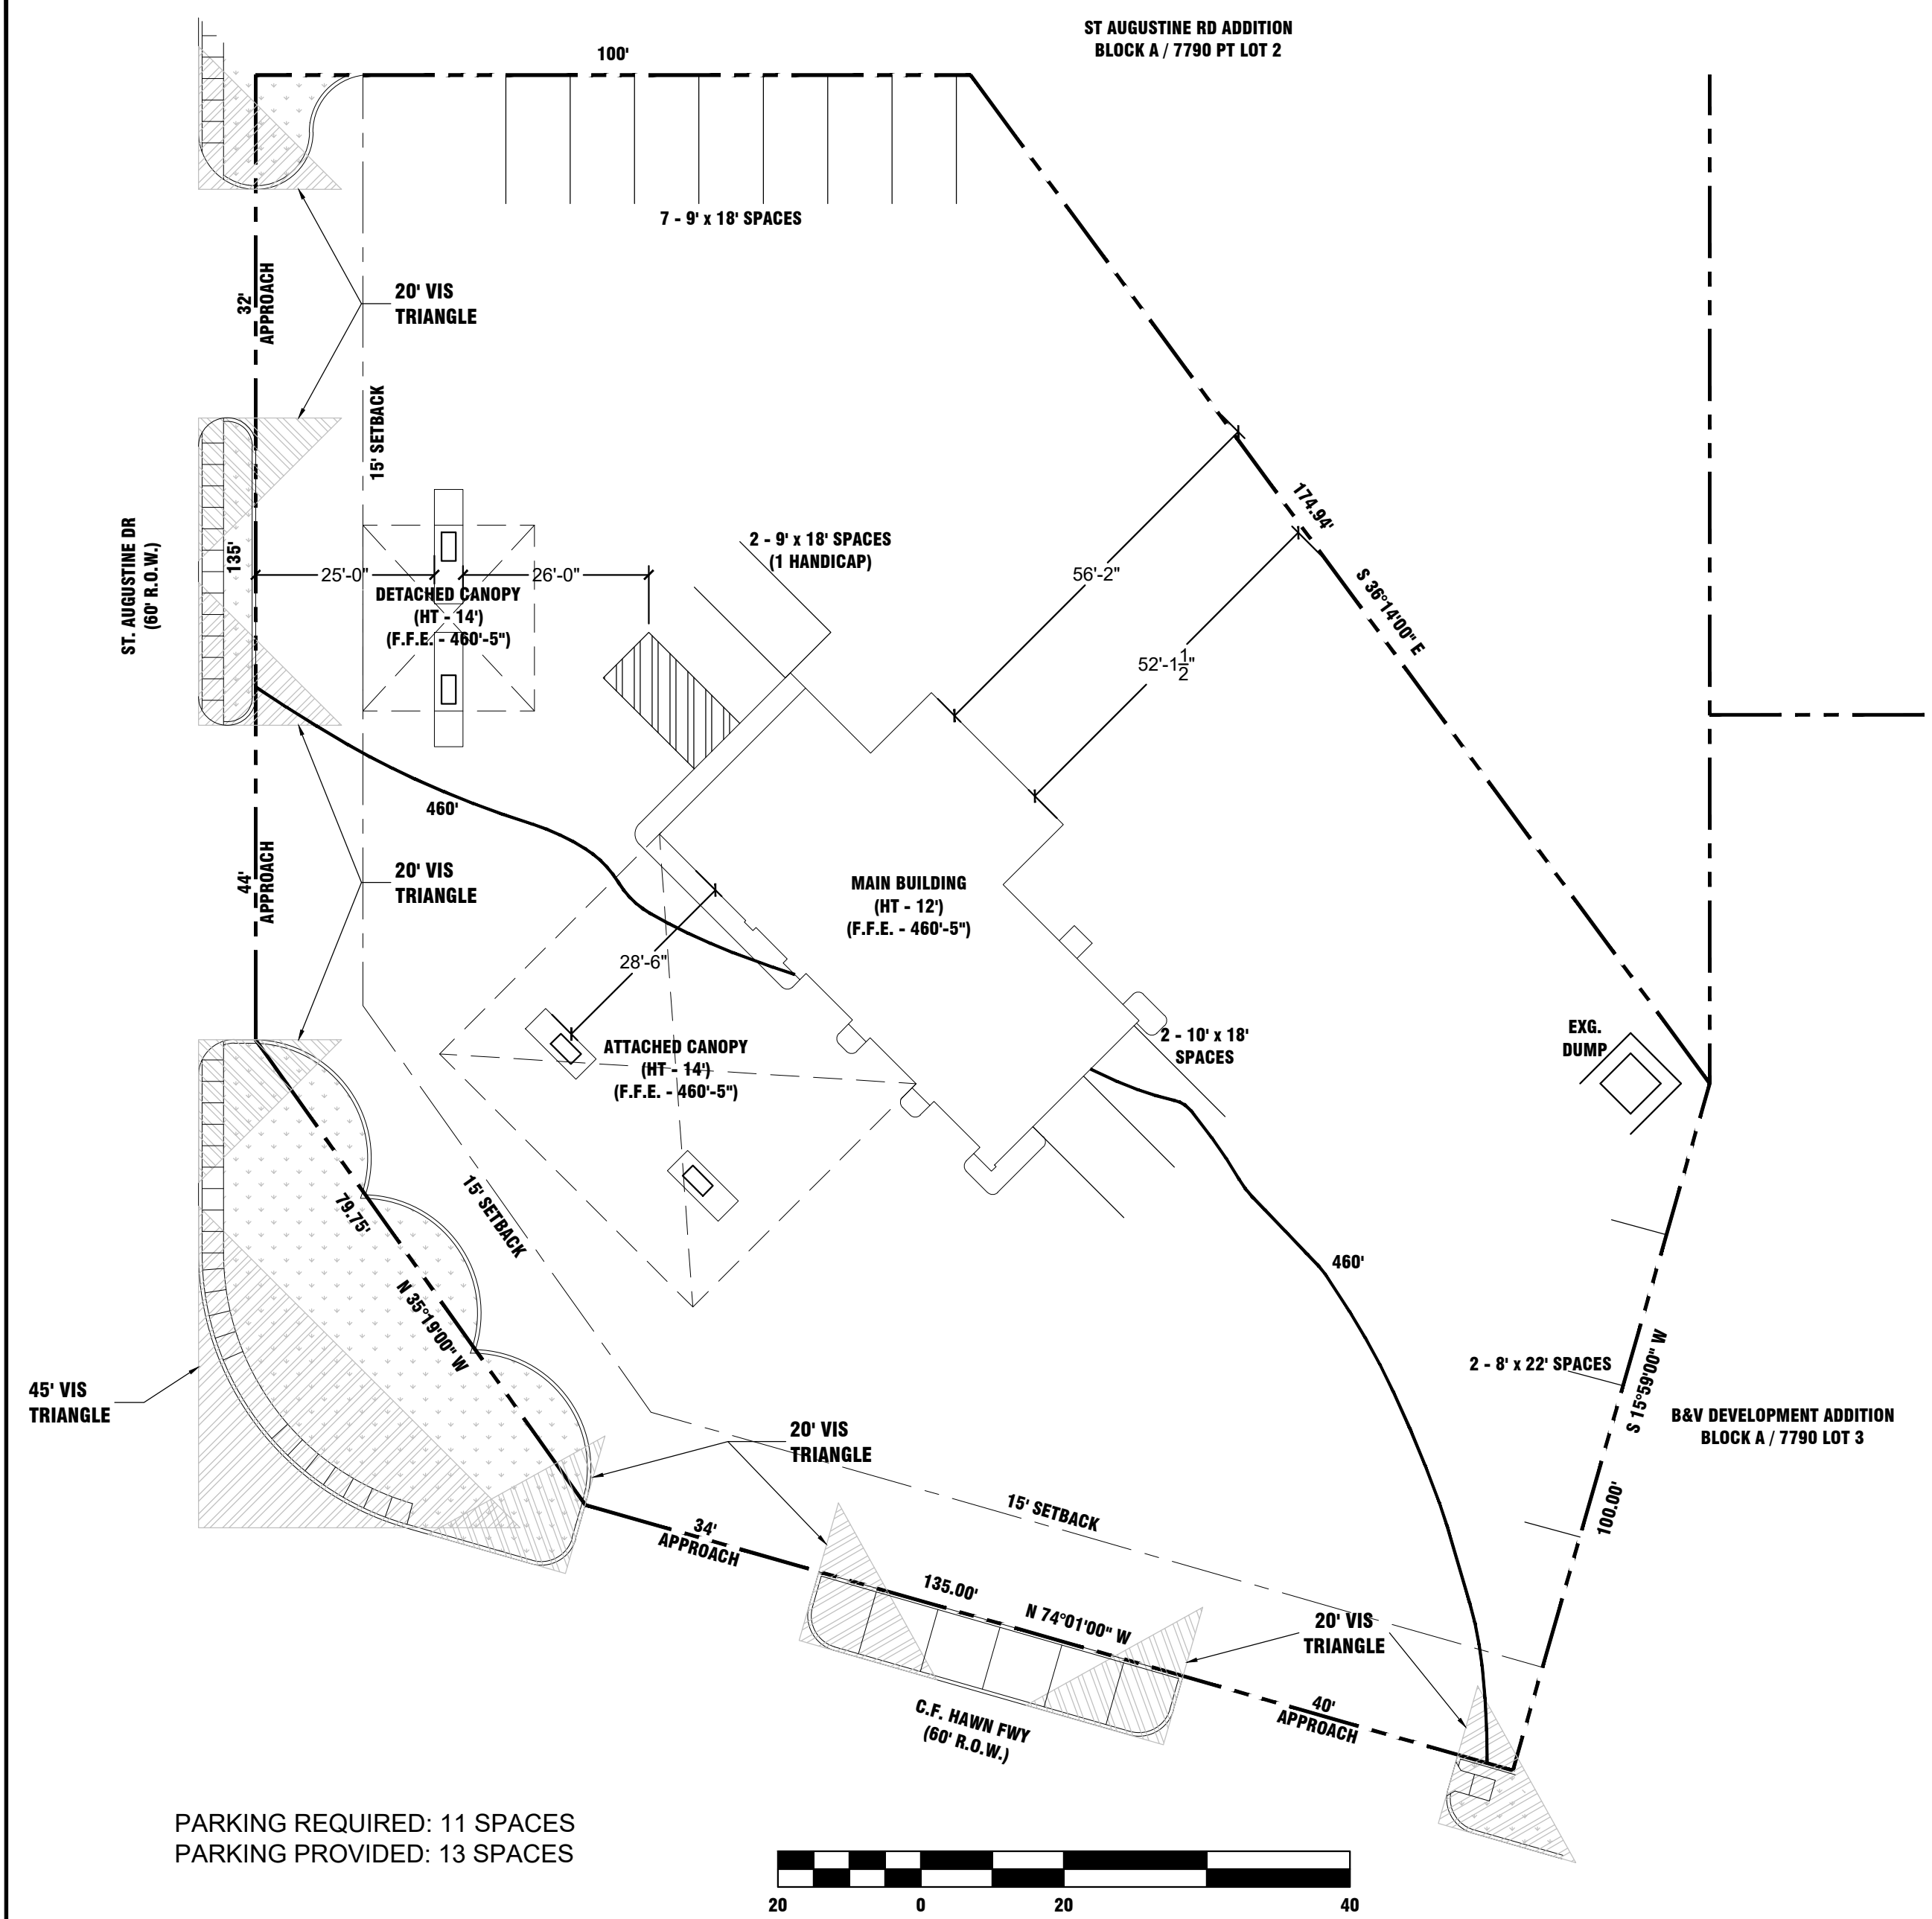 ST AUGUSTINE RD ADDITION
BLOCK A / 7790 PT LOT 2
100'
7 - 9' x 18' SPACES
32'
APPROACH
20' VIS
TRIANGLE
15' SETBACK
ST. AUGUSTINE DR
(60' R.O.W.)
135'
25'-0"
26'-0"
DETACHED CANOPY
(HT - 14')
(F.F.E. - 460'-5")
2 - 9' x 18' SPACES
(1 HANDICAP)
56'-2"
52'-1 1/2"
174.94'
S 36°14'00" E
460'
44'
APPROACH
20' VIS
TRIANGLE
MAIN BUILDING
(HT - 12')
(F.F.E. - 460'-5")
28'-6"
ATTACHED CANOPY
(HT - 14')
(F.F.E. - 460'-5")
2 - 10' x 18'
SPACES
EXG.
DUMP
79.75'
N 35°19'00" W
15' SETBACK
460'
2 - 8' x 22' SPACES
S 15°59'00" W
100.00'
B&V DEVELOPMENT ADDITION
BLOCK A / 7790 LOT 3
45' VIS
TRIANGLE
20' VIS
TRIANGLE
15' SETBACK
34'
APPROACH
135.00'
N 74°01'00" W
20' VIS
TRIANGLE
40'
APPROACH
C.F. HAWN FWY
(60' R.O.W.)
PARKING REQUIRED: 11 SPACES
PARKING PROVIDED: 13 SPACES
20 0 20 40